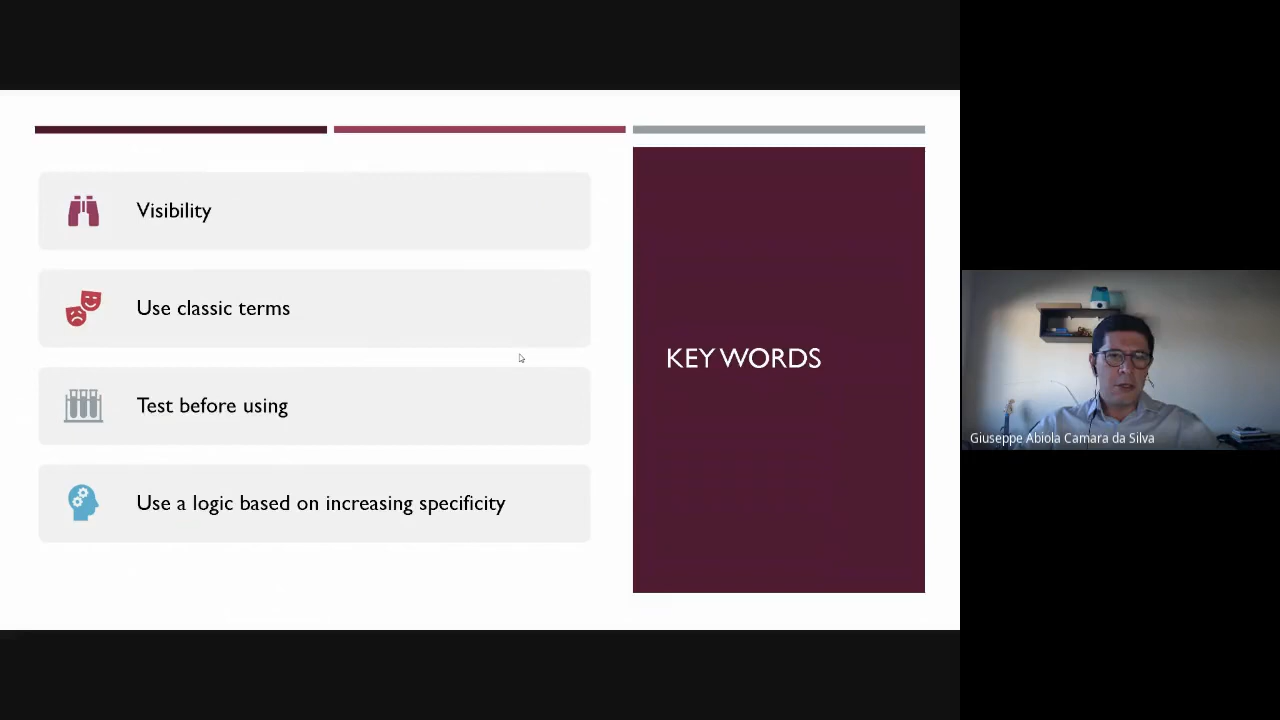 Visibility
Use classic terms
Test before using
Use a logic based on increasing specificity
KEY WORDS
Giuseppe Abiola Camara da Silva